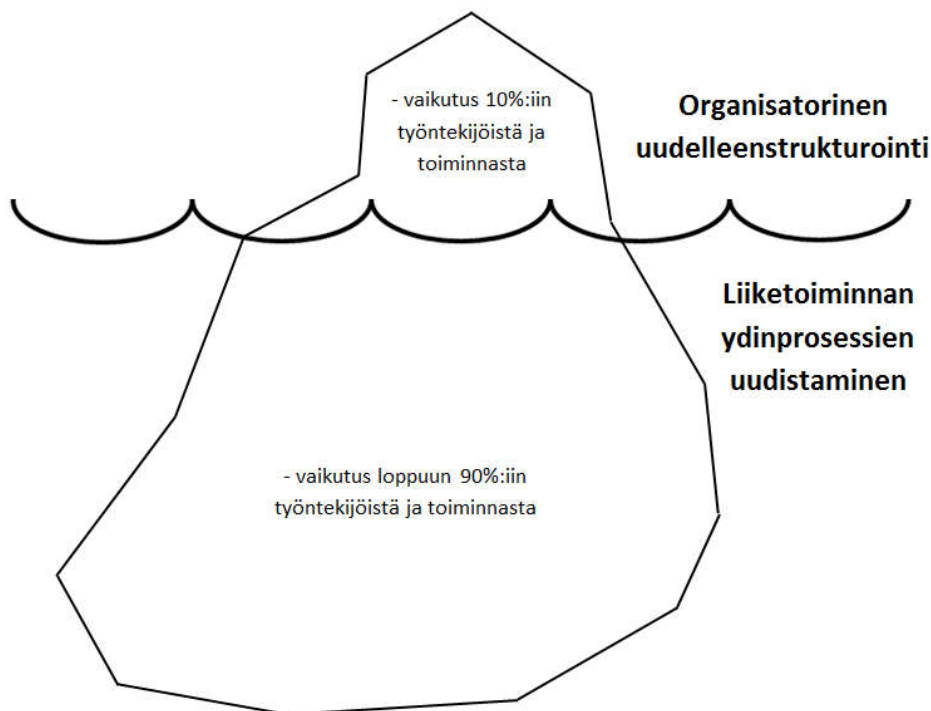 - vaikutus 10%:iin
työntekijöistä ja
toiminnasta
Organisatorinen
uudelleenstrukturointi
Liiketoiminnan
ydinprosessien
uudistaminen
- vaikutus loppuun 90%:iin
työntekijöistä ja toiminnasta